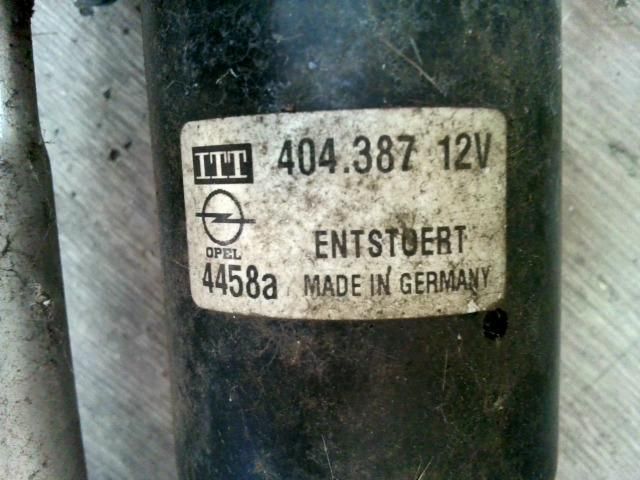 ITT 404.387 12V
OPEL ENTSTOERT
4458a MADE IN GERMANY